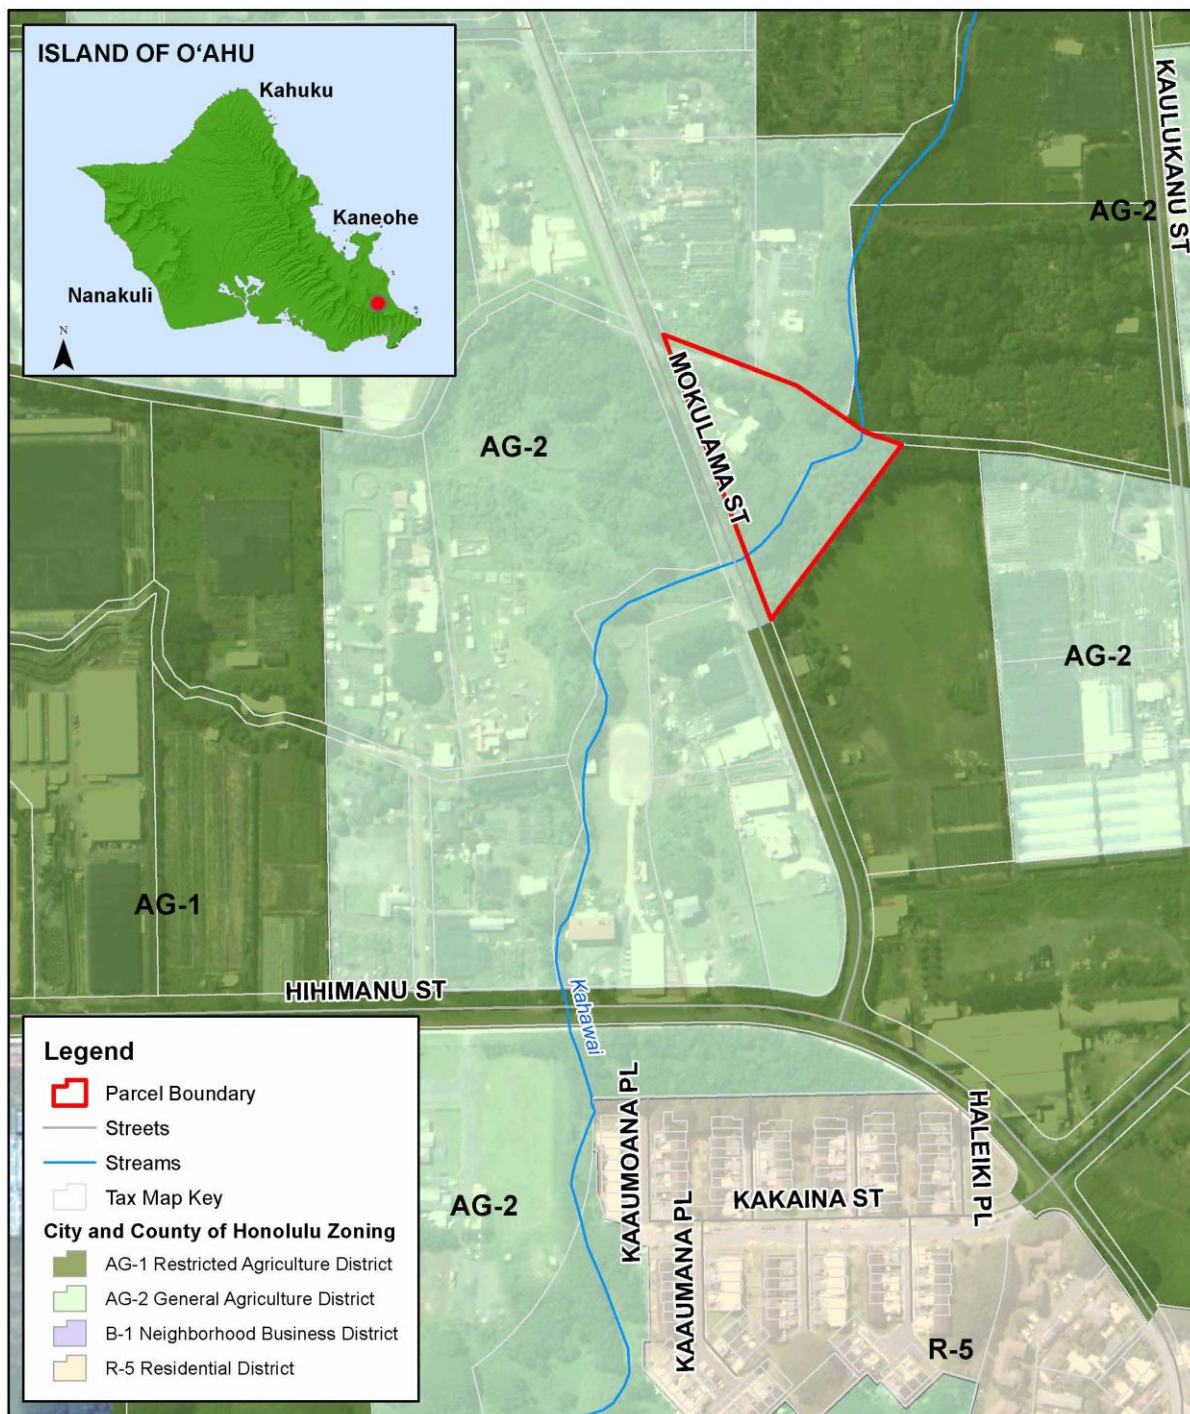 ISLAND OF O‘AHU
Kahuku
Kaneohe
Nanakuli
N
KAULUKANU ST
AG-2
MOKULAMA ST
AG-2
AG-2
AG-1
HIHIMANU ST
Kahawai
KAAUMOANA PL
HALEIKI PL
KAKAINA ST
KAAUMANA PL
AG-2
R-5
Legend
Parcel Boundary
Streets
Streams
Tax Map Key
City and County of Honolulu Zoning
AG-1 Restricted Agriculture District
AG-2 General Agriculture District
B-1 Neighborhood Business District
R-5 Residential District